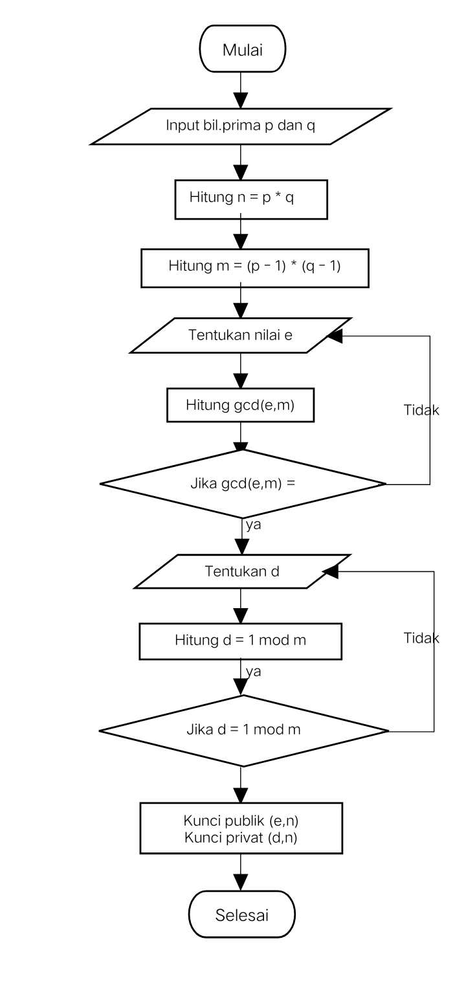 Mulai
Input bil.prima p dan q
Hitung n = p * q
Hitung m = (p - 1) * (q - 1)
Tentukan nilai e
Hitung gcd(e,m)
Tidak
Jika gcd(e,m) =
ya
Tentukan d
Hitung d = 1 mod m
Tidak
ya
Jika d = 1 mod m
Kunci publik (e,n)
Kunci privat (d,n)
Selesai